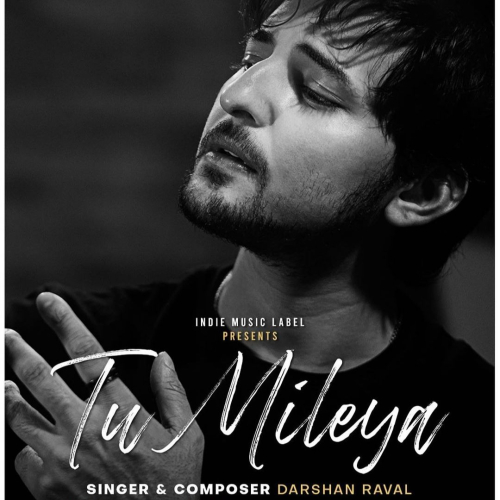 INDIE MUSIC LABEL
PRESENTS
Tu Mileya
SINGER & COMPOSER DARSHAN RAVAL